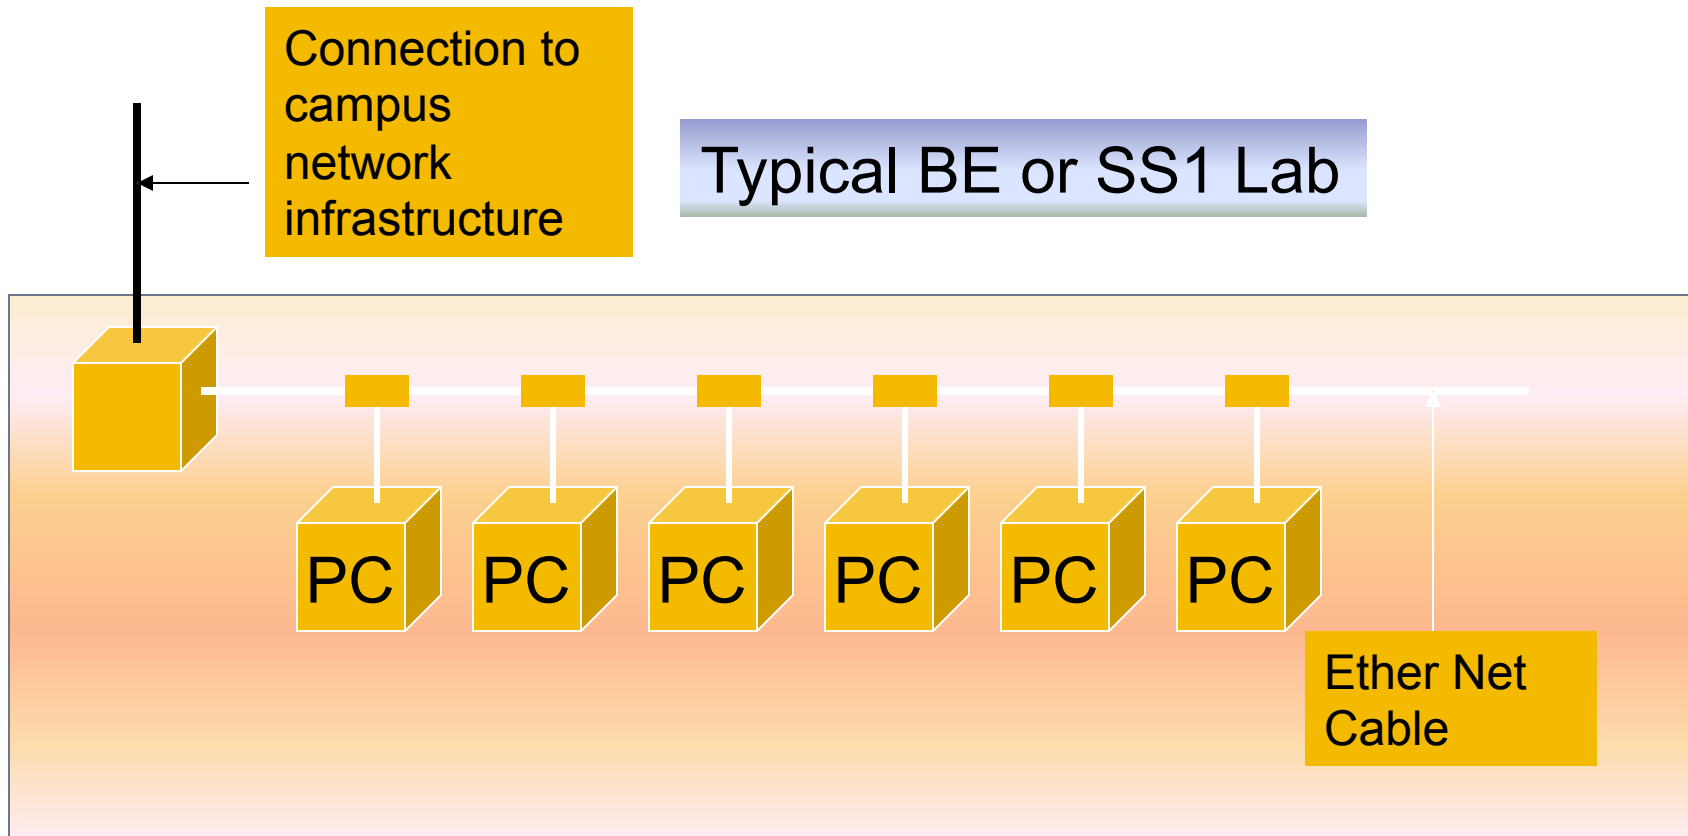 Connection to
campus
network
infrastructure
Typical BE or SS1 Lab
PC
PC
PC
PC
PC
PC
Ether Net
Cable